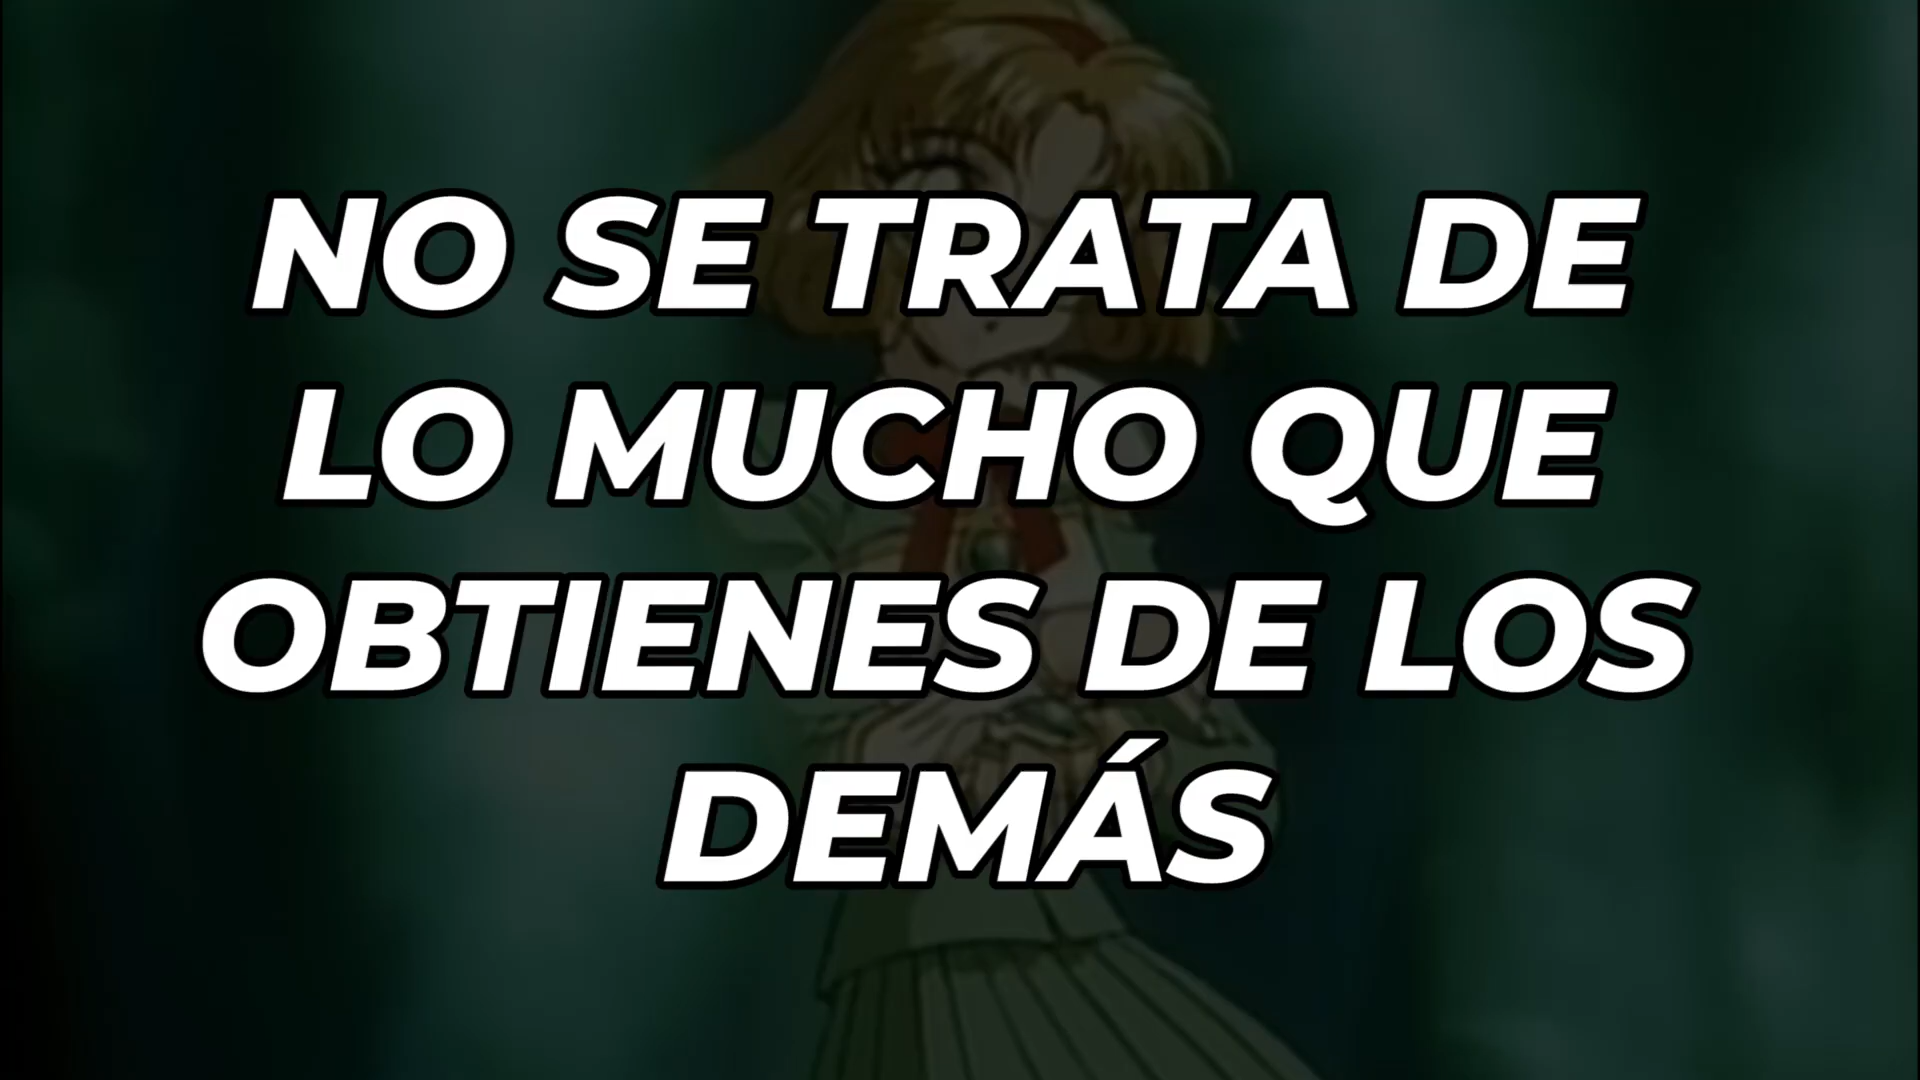 NO SE TRATA DE
LO MUCHO QUE
OBTIENES DE LOS
DEMÁS